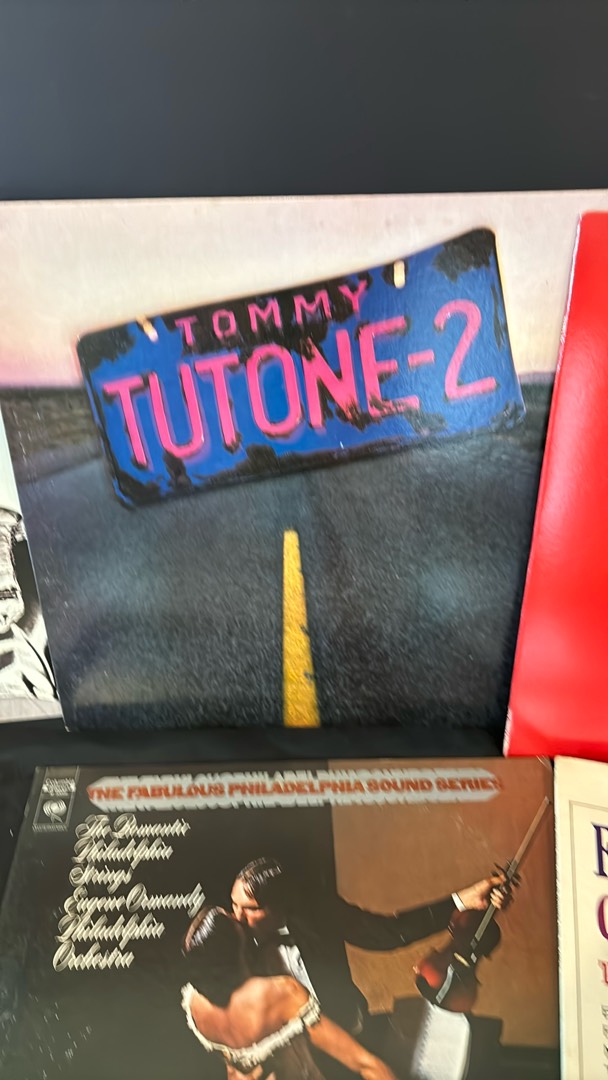 TOMMY
TUTONE-2
THE FABULOUS PHILADELPHIA SOUND SERIES
The Romantic
Philadelphia
Strings
Eugene Ormandy
Philadelphia
Orchestra